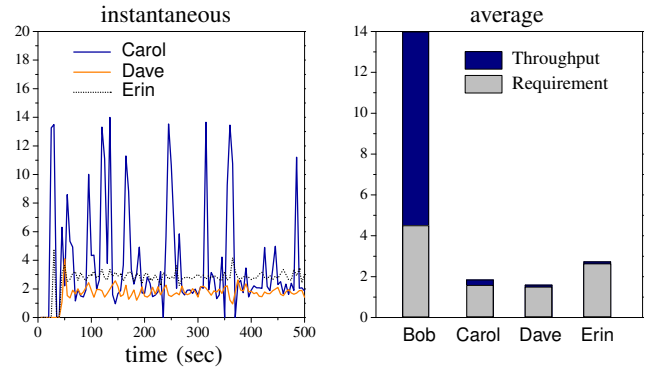 instantaneous
20
18
16
14
12
10
8
6
4
2
0
Carol
Dave
Erin
0 100 200 300 400 500
time (sec)
average
14
12
10
8
6
4
2
0
Throughput
Requirement
Bob Carol Dave Erin